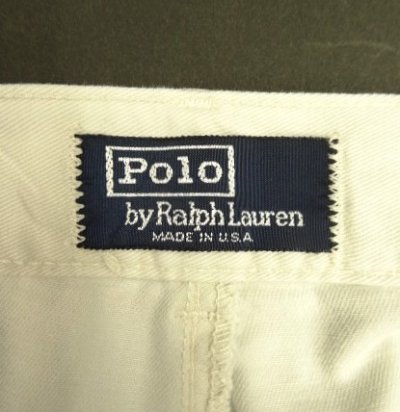 Polo
by Ralph Lauren
MADE IN U.S.A.